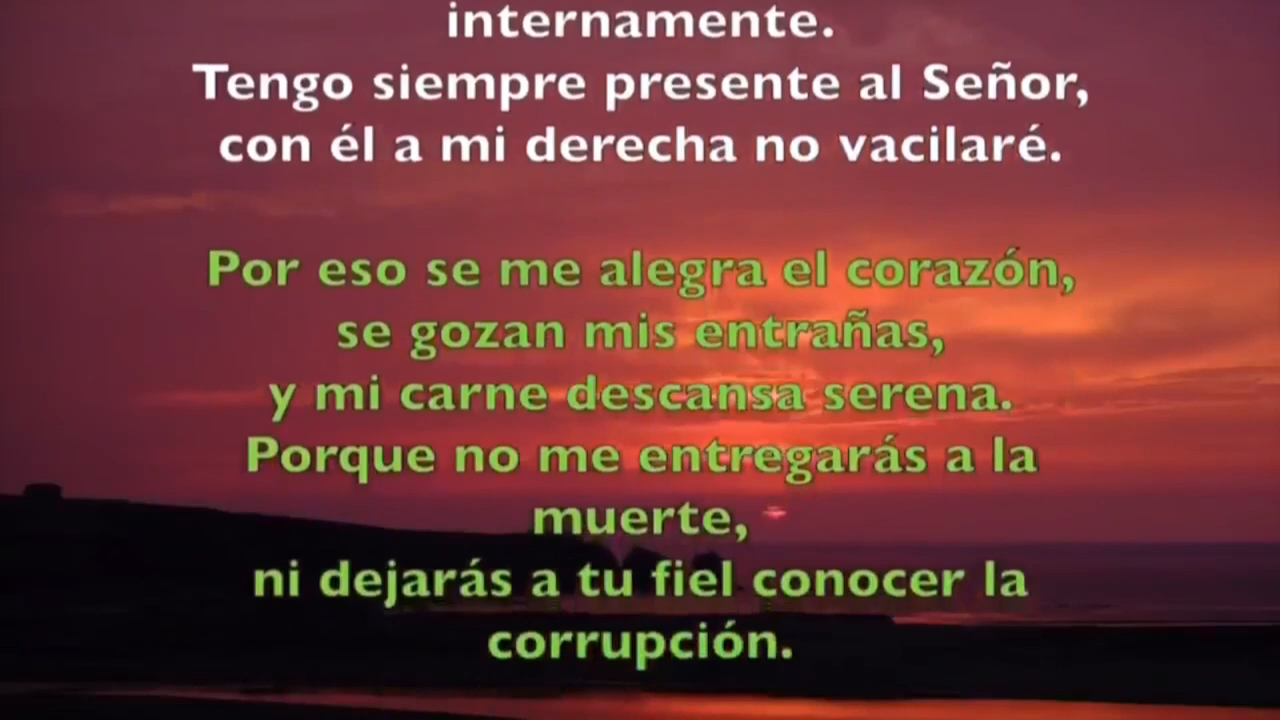 internamente.
Tengo siempre presente al Señor,
con él a mi derecha no vacilaré.
Por eso se me alegra el corazón,
se gozan mis entrañas,
y mi carne descansa serena.
Porque no me entregarás a la
muerte,
ni dejarás a tu fiel conocer la
corrupción.